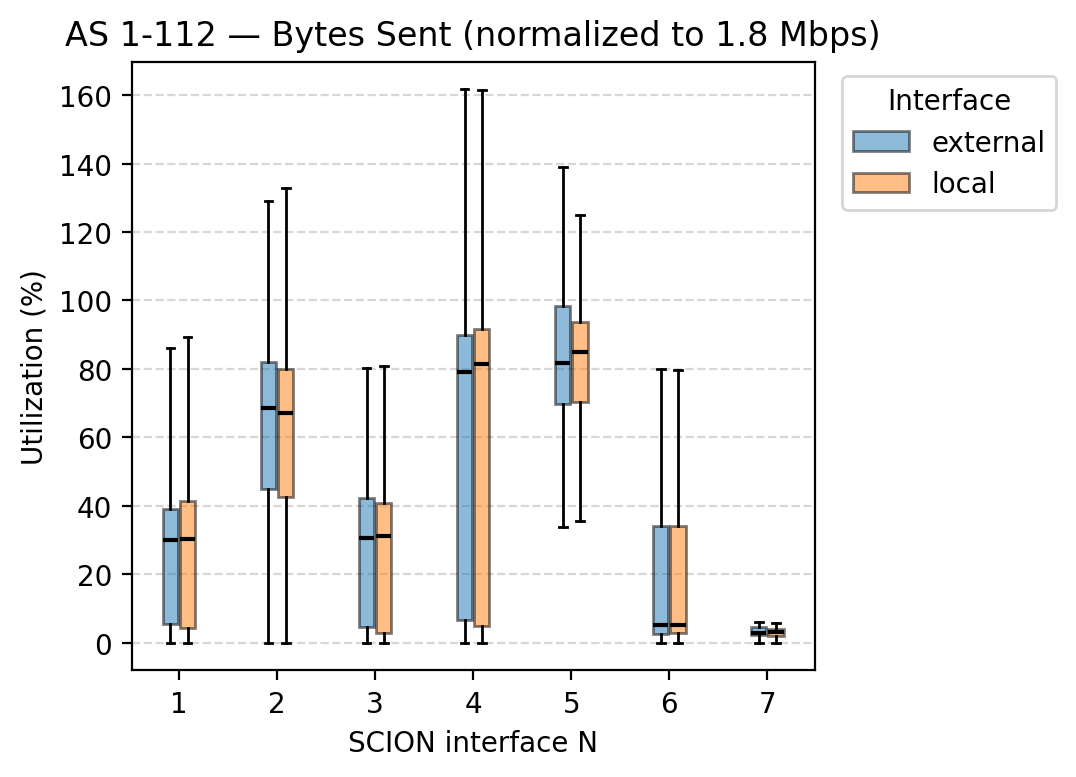 AS 1-112 — Bytes Sent (normalized to 1.8 Mbps)
Interface
external
local
Utilization (%)
160
140
120
100
80
60
40
20
0
1 2 3 4 5 6 7
SCION interface N